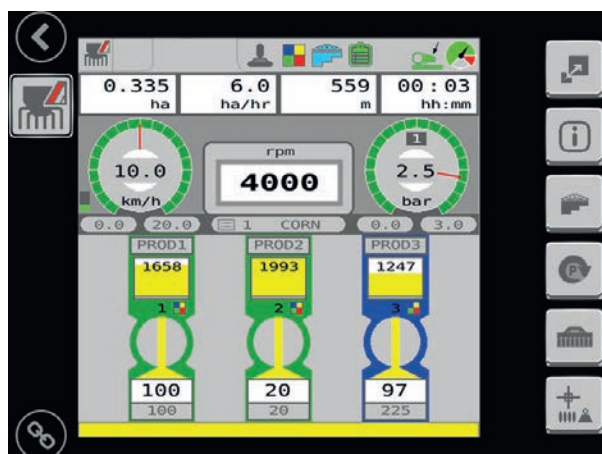 0.335 6.0 559 00:03
ha ha/hr m hh:mm
rpm
1
10.0 4000 2.5
km/h bar
0.0 20.0 1 CORN 0.0 3.0
PROD1 PROD2 PROD3
1658 1993 1247
1 2 3
100 20 97
100 20 225
P